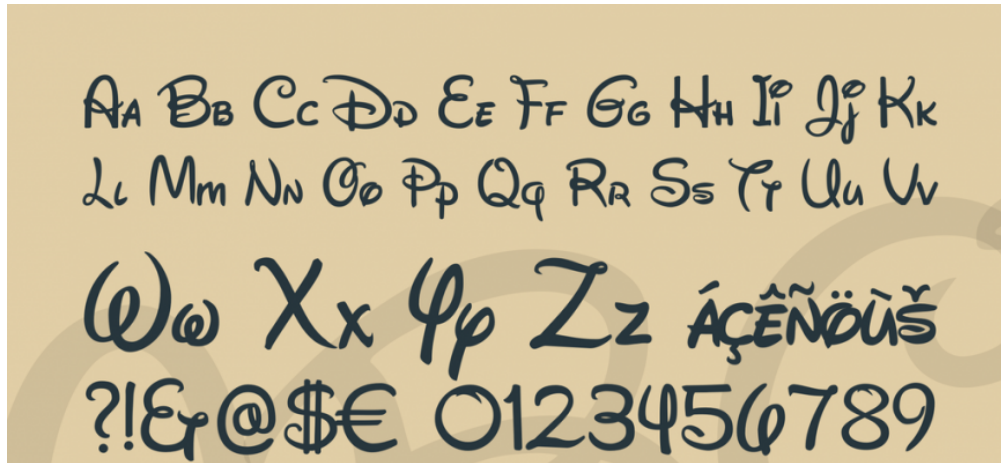 Aa Bb Cc Dd Ee Ff Gg Hh Ii Jj Kk
Ll Mm Nn Oo Pp Qq Rr Ss Tt Uu Vv
Ww Xx Yy Zz ÁÇÊÑÖÙŠ
?!&@$€ 0123456789